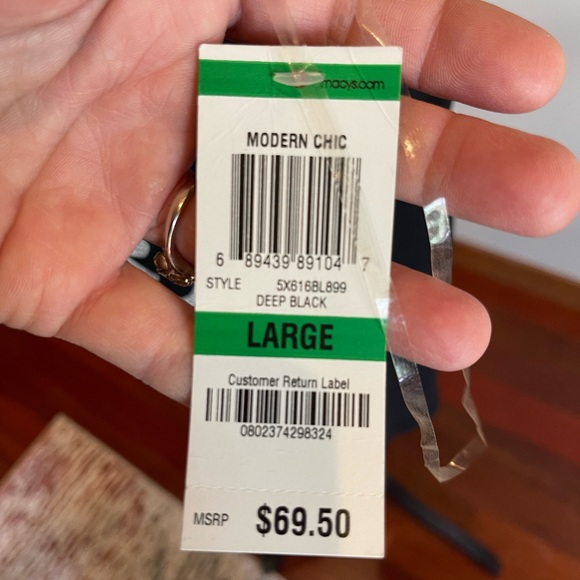 macys.com
MODERN CHIC
6 89439 89104 7
STYLE 5X616BL899
DEEP BLACK
LARGE
Customer Return Label
0802374298324
MSRP $69.50